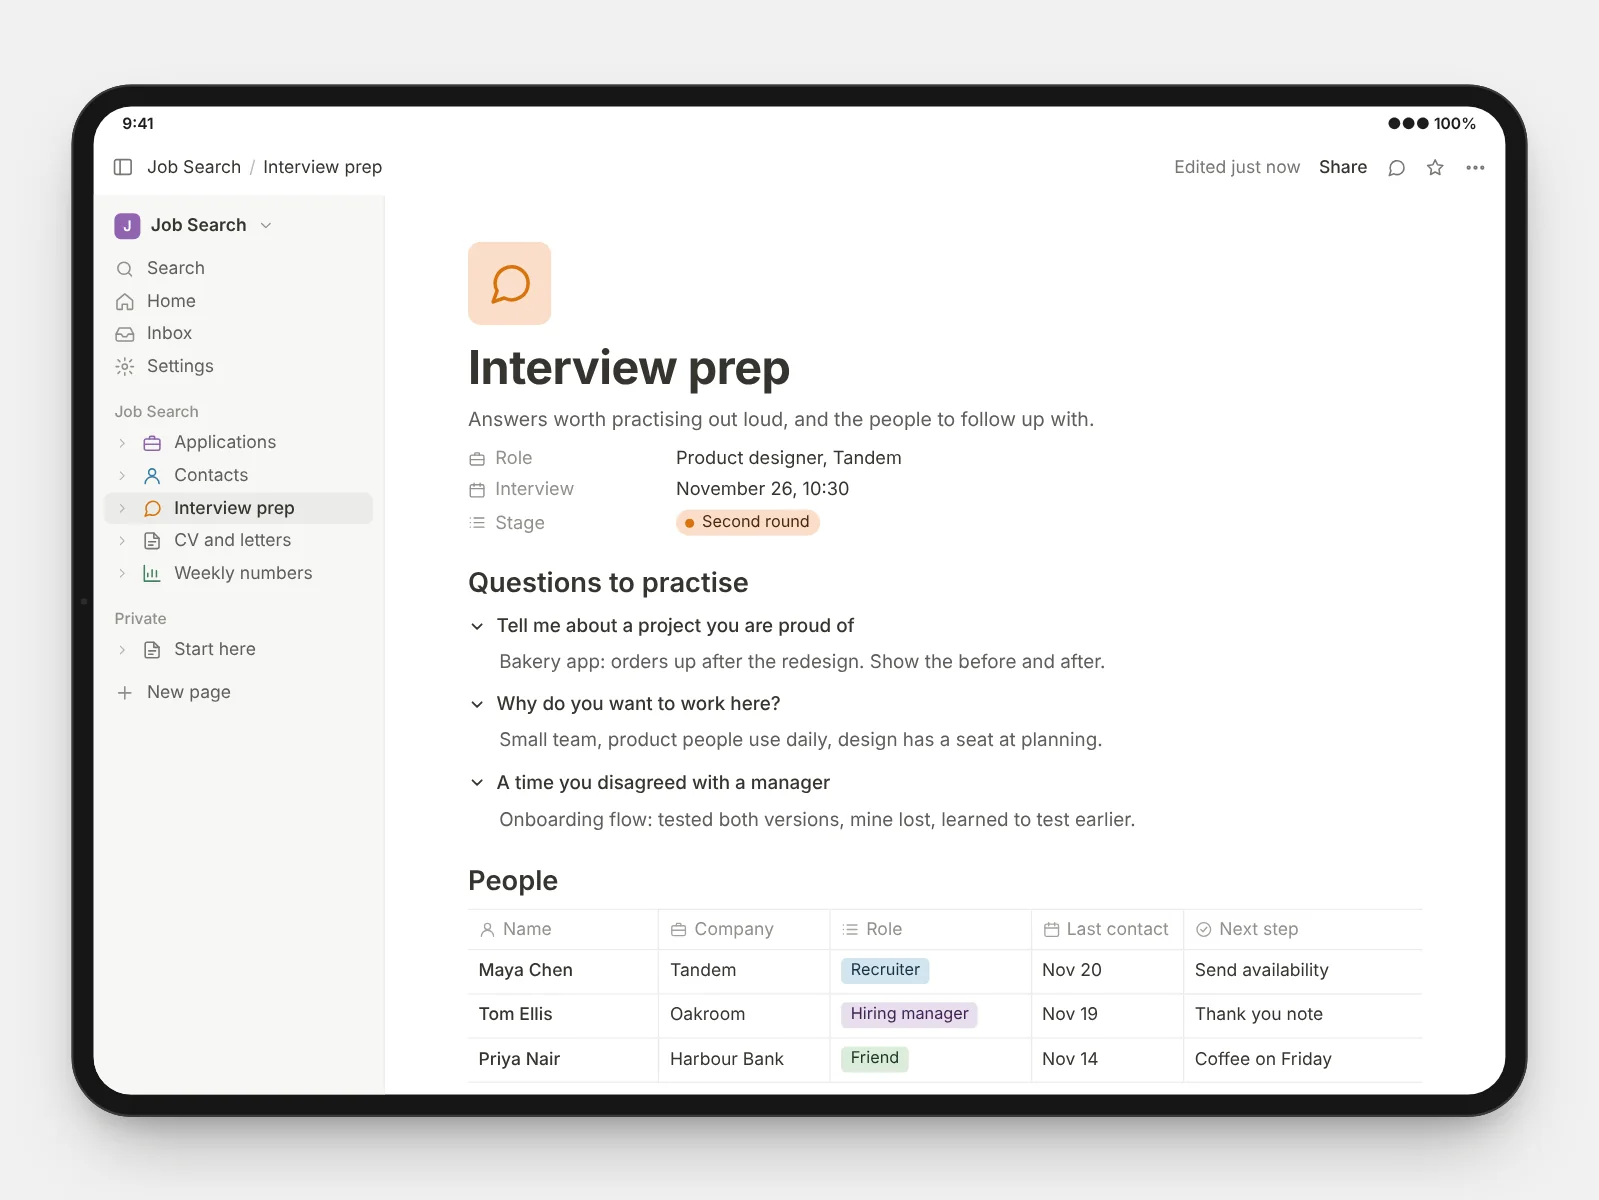 9:41
100%
Job Search / Interview prep
Edited just now Share
J Job Search
Search
Home
Inbox
Settings
Job Search
Applications
Contacts
Interview prep
CV and letters
Weekly numbers
Private
Start here
New page
Interview prep
Answers worth practising out loud, and the people to follow up with.
Role Product designer, Tandem
Interview November 26, 10:30
Stage Second round
Questions to practise
Tell me about a project you are proud of
Bakery app: orders up after the redesign. Show the before and after.
Why do you want to work here?
Small team, product people use daily, design has a seat at planning.
A time you disagreed with a manager
Onboarding flow: tested both versions, mine lost, learned to test earlier.
People
Name Company Role Last contact Next step
Maya Chen Tandem Recruiter Nov 20 Send availability
Tom Ellis Oakroom Hiring manager Nov 19 Thank you note
Priya Nair Harbour Bank Friend Nov 14 Coffee on Friday